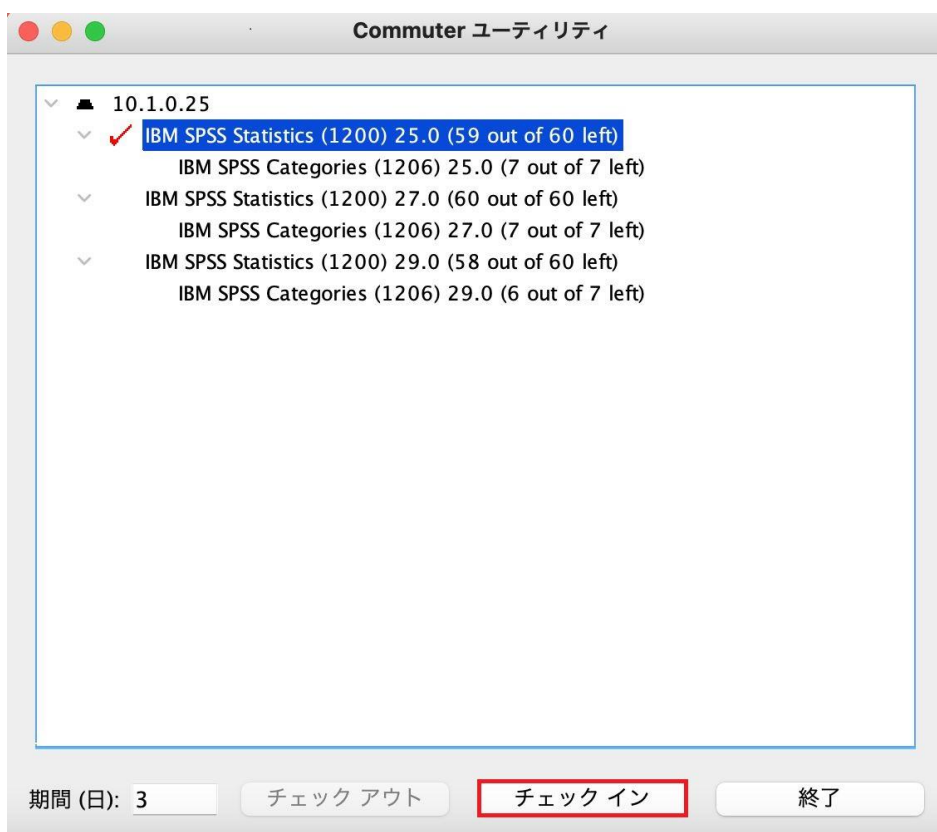 Commuter ユーティリティ
10.1.0.25
IBM SPSS Statistics (1200) 25.0 (59 out of 60 left)
IBM SPSS Categories (1206) 25.0 (7 out of 7 left)
IBM SPSS Statistics (1200) 27.0 (60 out of 60 left)
IBM SPSS Categories (1206) 27.0 (7 out of 7 left)
IBM SPSS Statistics (1200) 29.0 (58 out of 60 left)
IBM SPSS Categories (1206) 29.0 (6 out of 7 left)
期間 (日): 3 チェック アウト チェック イン 終了